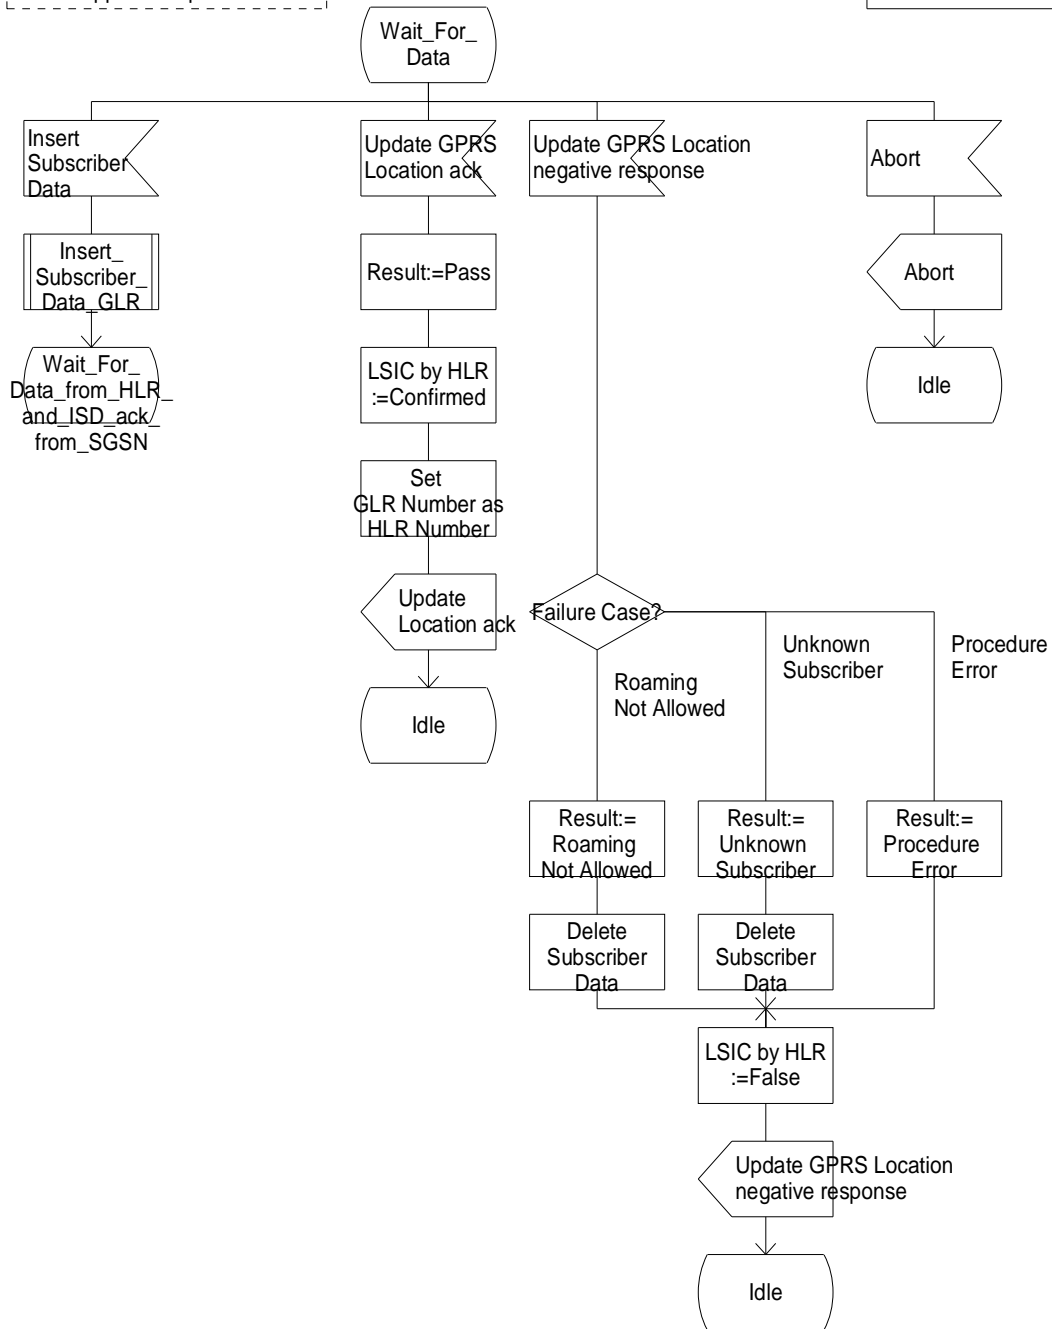 Wait_For_
Data
Insert
Subscriber
Data
Update GPRS
Location ack
Update GPRS Location
negative response
Abort
Insert_
Subscriber_
Data_GLR
Result:=Pass
Abort
Wait_For_
Data_from_HLR_
and_ISD_ack_
from_SGSN
LSIC by HLR
:=Confirmed
Idle
Set
GLR Number as
HLR Number
Update
Location ack
Failure Case?
Unknown
Subscriber
Procedure
Error
Roaming
Not Allowed
Idle
Result:=
Roaming
Not Allowed
Result:=
Unknown
Subscriber
Result:=
Procedure
Error
Delete
Subscriber
Data
Delete
Subscriber
Data
LSIC by HLR
:=False
Update GPRS Location
negative response
Idle